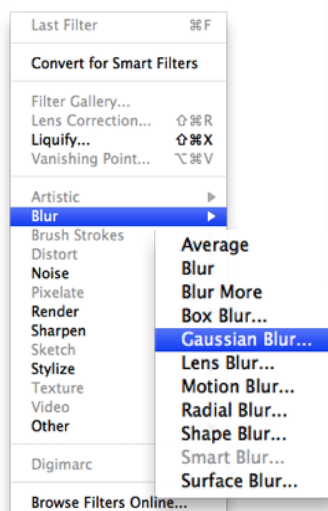 Last Filter ⌘F
Convert for Smart Filters
Filter Gallery...
Lens Correction... ⇧⌘R
Liquify... ⇧⌘X
Vanishing Point... ⌥⌘V
Artistic
Blur
Brush Strokes
Distort
Noise
Pixelate
Render
Sharpen
Sketch
Stylize
Texture
Video
Other
Digimarc
Browse Filters Online...
Average
Blur
Blur More
Box Blur...
Gaussian Blur...
Lens Blur...
Motion Blur...
Radial Blur...
Shape Blur...
Smart Blur...
Surface Blur...